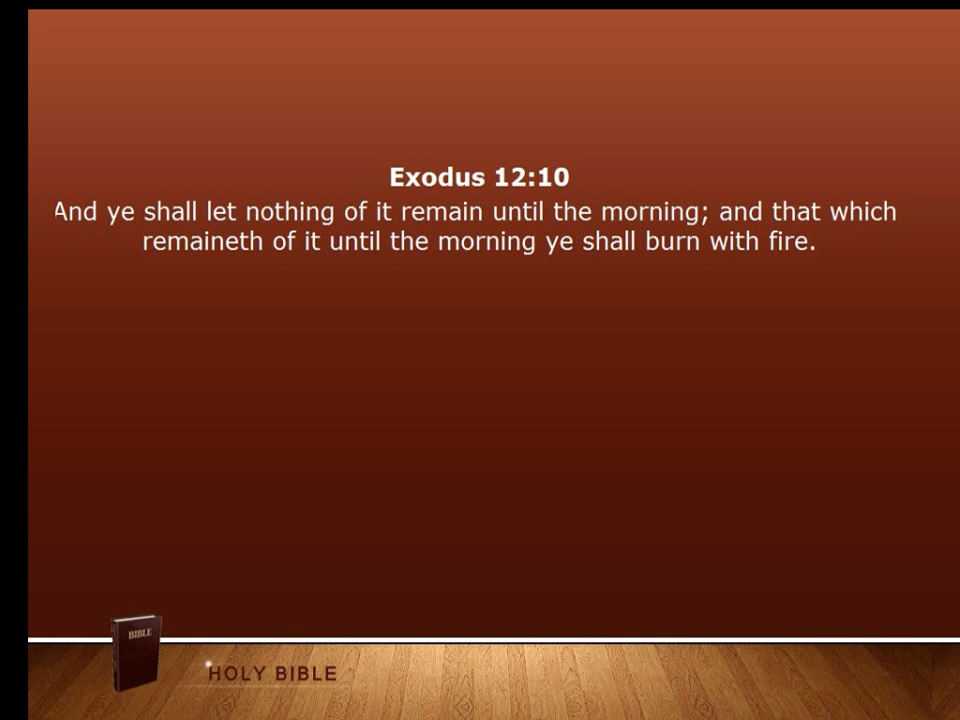 Exodus 12:10
And ye shall let nothing of it remain until the morning; and that which
remaineth of it until the morning ye shall burn with fire.
BIBLE
HOLY BIBLE